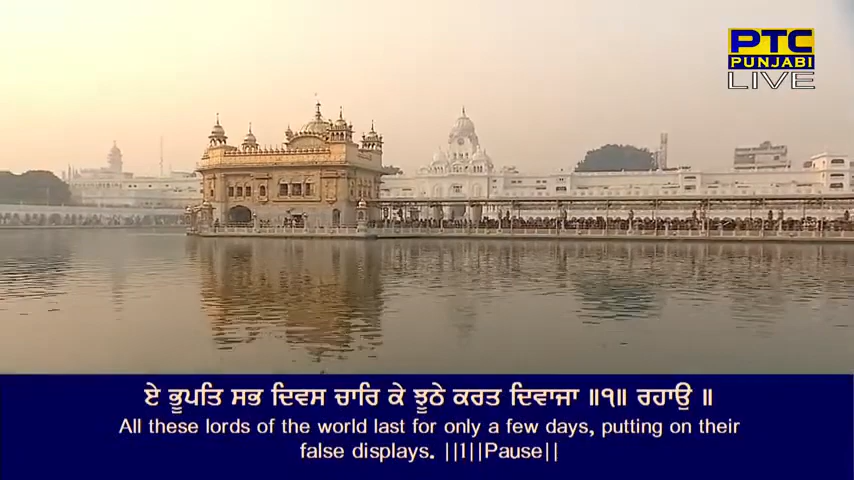 PTC
PUNJABI
LIVE
ਏ ਭੂਪਤਿ ਸਭ ਦਿਵਸ ਚਾਰਿ ਕੇ ਝੂਠੇ ਕਰਤ ਦਿਵਾਜਾ ॥੧॥ ਰਹਾਉ ॥
All these lords of the world last for only a few days, putting on their
false displays. ||1||Pause||